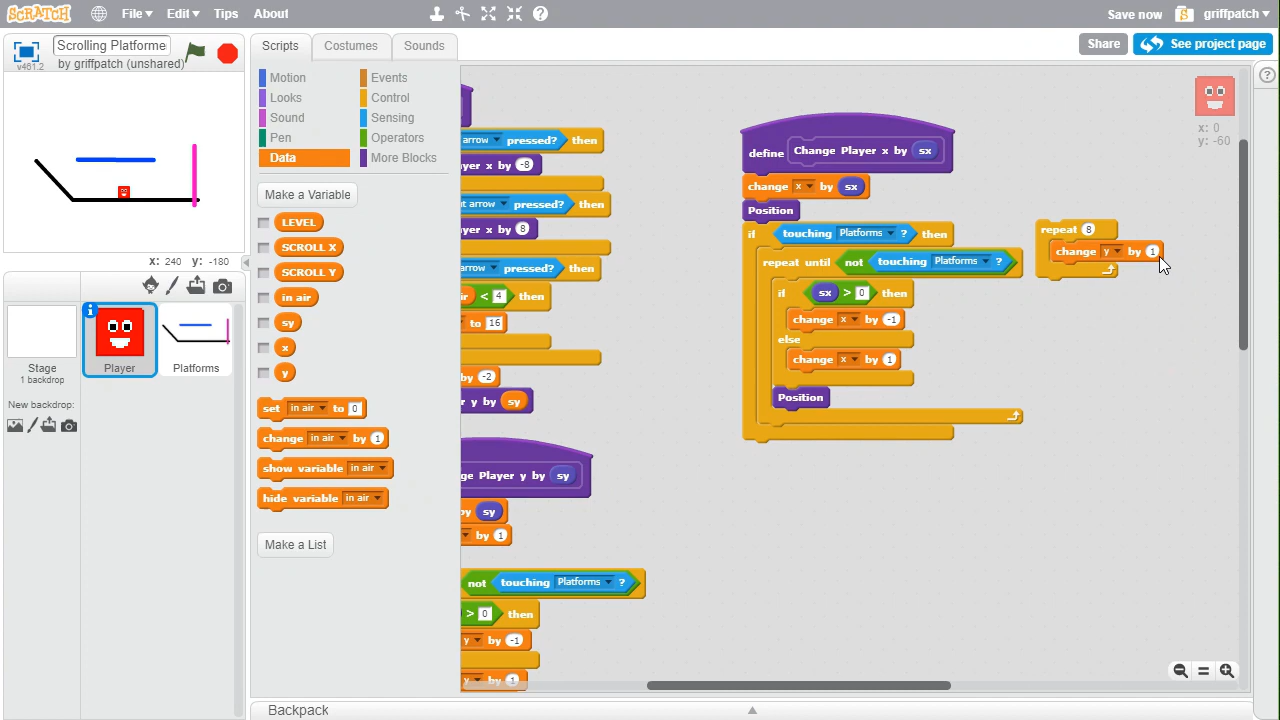 SCRATCH File▾ Edit▾ Tips About Save now griffpatch▾
Share See project page
v461.2 Scrolling Platforme
by griffpatch (unshared)
x: 240 y: -180
Stage
1 backdrop
New backdrop:
Player
Platforms
Scripts Costumes Sounds
Motion Events
Looks Control
Sound Sensing
Pen Operators
Data More Blocks
Make a Variable
LEVEL
SCROLL X
SCROLL Y
in air
sy
x
y
set in air to 0
change in air by 1
show variable in air
hide variable in air
Make a List
arrow pressed? then
yer x by -8
t arrow pressed? then
yer x by 8
arrow pressed? then
< 4 then
to 16
by -2
r y by sy
ge Player y by sy
by sy
by 1
not touching Platforms ?
> 0 then
y by -1
y by 1
define Change Player x by sx
change x by sx
Position
if touching Platforms ? then
repeat until not touching Platforms ?
if sx > 0 then
change x by -1
else
change x by 1
Position
repeat 8
change y by 1
x: 0
y: -60
Backpack